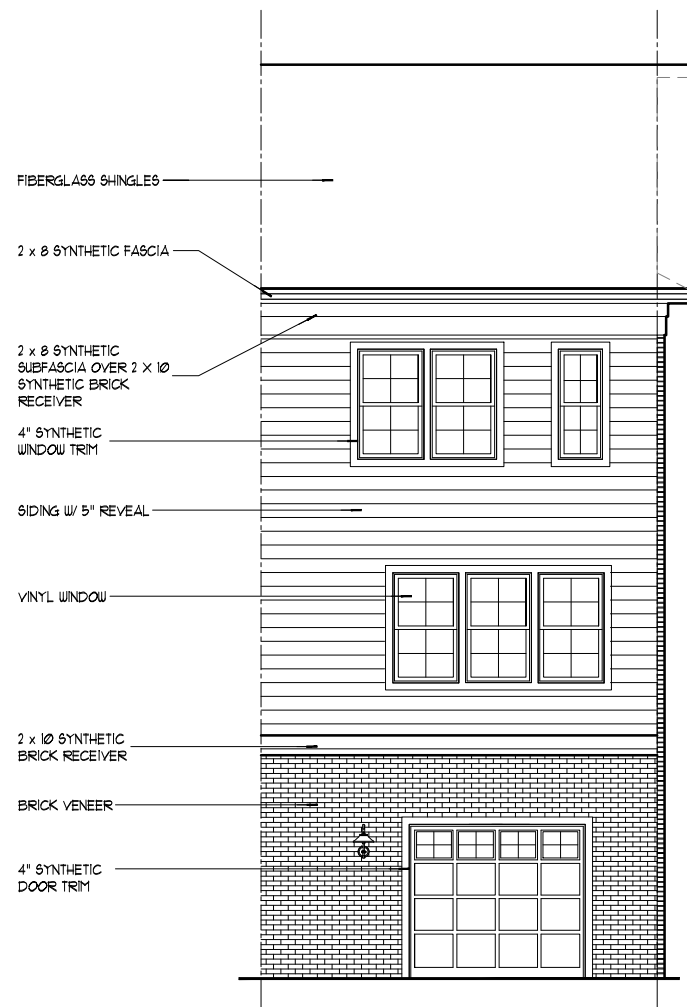 FIBERGLASS SHINGLES
2 x 8 SYNTHETIC FASCIA
2 x 8 SYNTHETIC
SUBFASCIA OVER 2 X 10
SYNTHETIC BRICK
RECEIVER
4" SYNTHETIC
WINDOW TRIM
SIDING W/ 5" REVEAL
VINYL WINDOW
2 x 10 SYNTHETIC
BRICK RECEIVER
BRICK VENEER
4" SYNTHETIC
DOOR TRIM